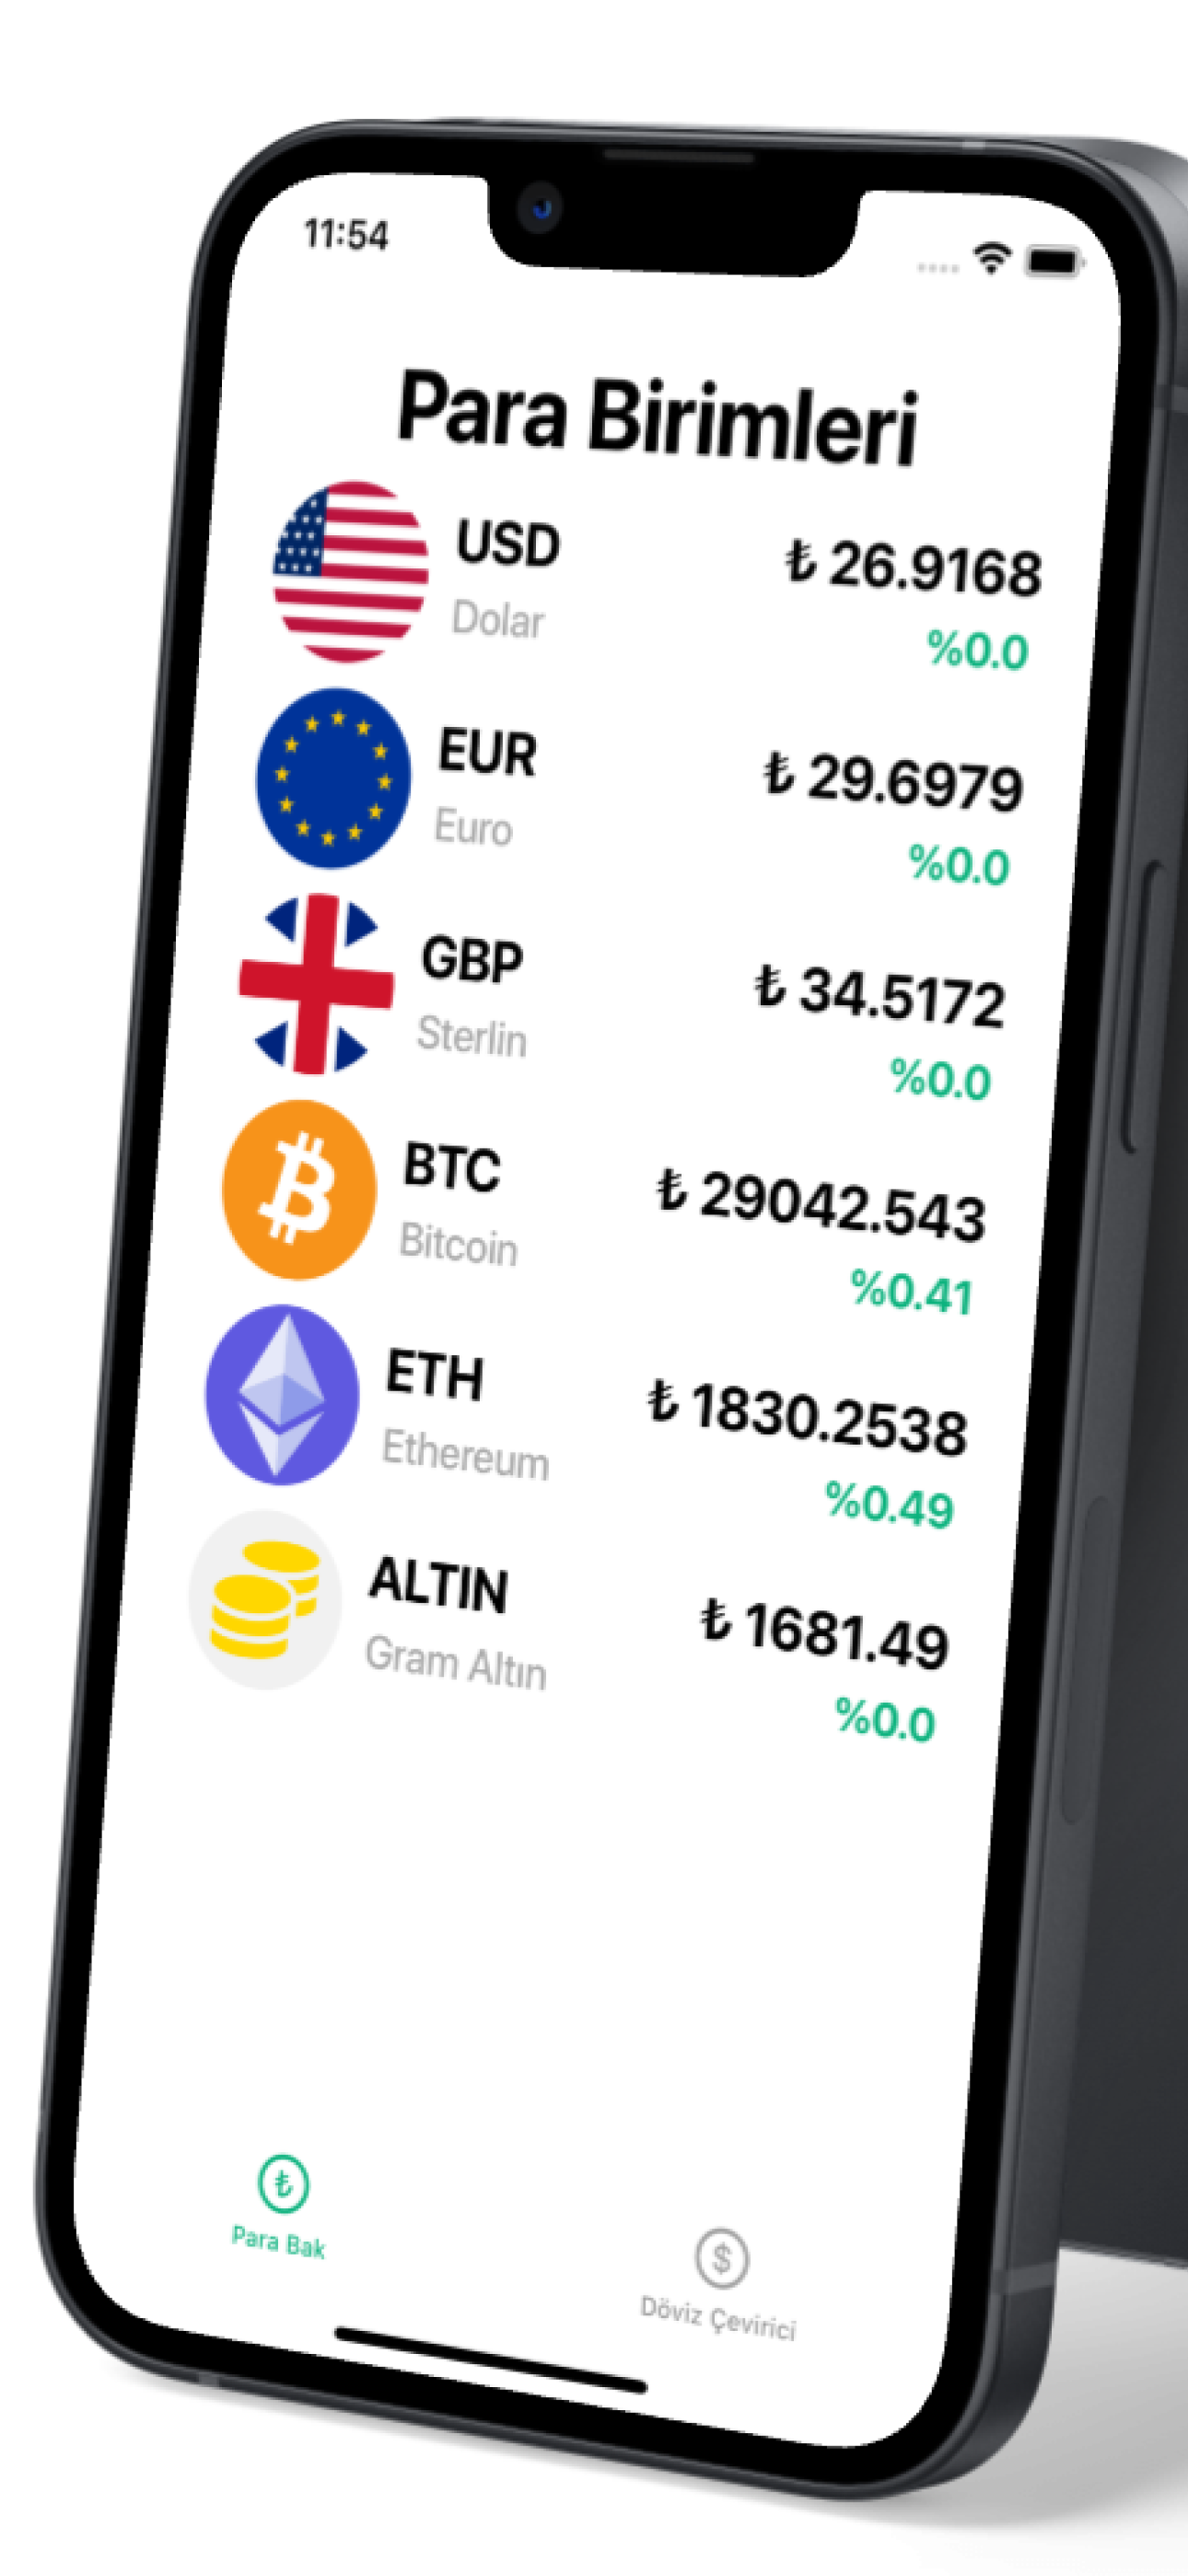 11:54
Para Birimleri
USD
₺ 26.9168
Dolar
%0.0
EUR
₺ 29.6979
Euro
%0.0
GBP
₺ 34.5172
Sterlin
%0.0
BTC
₺ 29042.543
Bitcoin
%0.41
ETH
₺ 1830.2538
Ethereum
%0.49
ALTIN
₺ 1681.49
Gram Altın
%0.0
₺
Para Bak
$
Döviz Çevirici